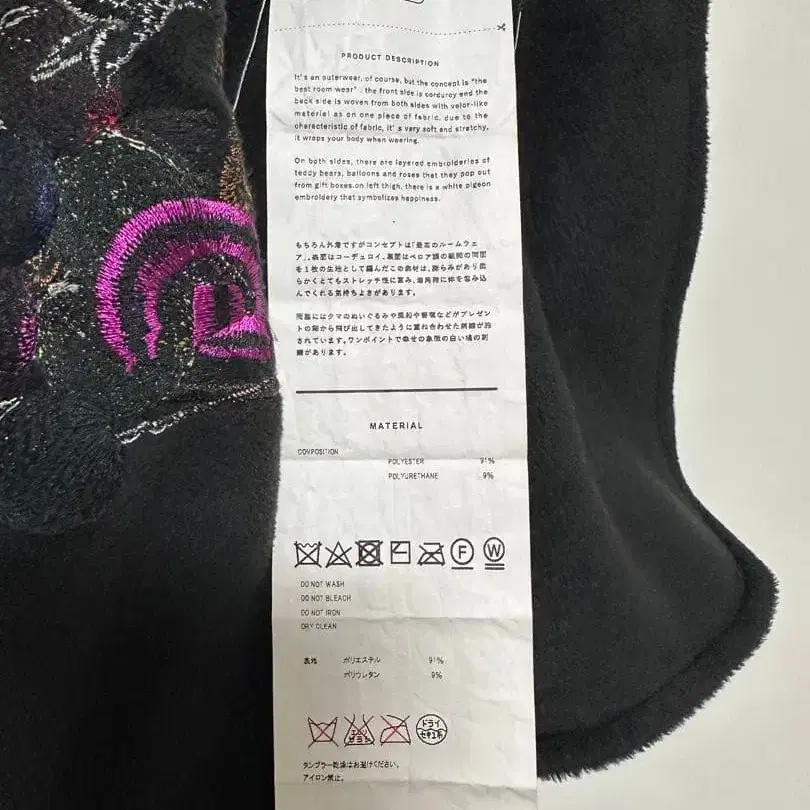 PRODUCT DESCRIPTION
It's an outerwear, of course, but the concept is "the
best room wear". the front side is corduroy and the
back side is woven from both sides with velor-like
material as on one piece of fabric. due to the
characteristic of fabric, it's vary soft and stratchy,
it wraps your body when wearing.
On both sides, there are layered embroideries of
teddy bears, balloons and roses that they pop out
from gift boxes.on left thigh, there is a white pigeon
embroidery that symbolizes happiness.
もちろん外着ですがコンセプトは「最高のルームウェ
ア」。表面はコーデュロイ、裏面はベロア調の組織の両面
を1枚の生地として編んだこの素材は、膨らみがあり柔
らかくとてもストレッチ性に富み、着用時に体を包み込
んでくれる気持ちよさがあります。
両脇にはクマのぬいぐるみや風船や薔薇などがプレゼン
トの箱から飛び出してきたように重ね合わせた刺繍が施
されています。ワンポイントで幸せの象徴の白い鳩の刺
繍があります。
MATERIAL
COMPOSITION
POLYESTER 91%
POLYURETHANE 9%
F W
DO NOT WASH
DO NOT BLEACH
DO NOT IRON
DRY CLEAN
表地 ポリエステル 91%
ポリウレタン 9%
エンソ サラシ ドライ セキユ系
タンブラー乾燥はお避けください。
アイロン禁止。